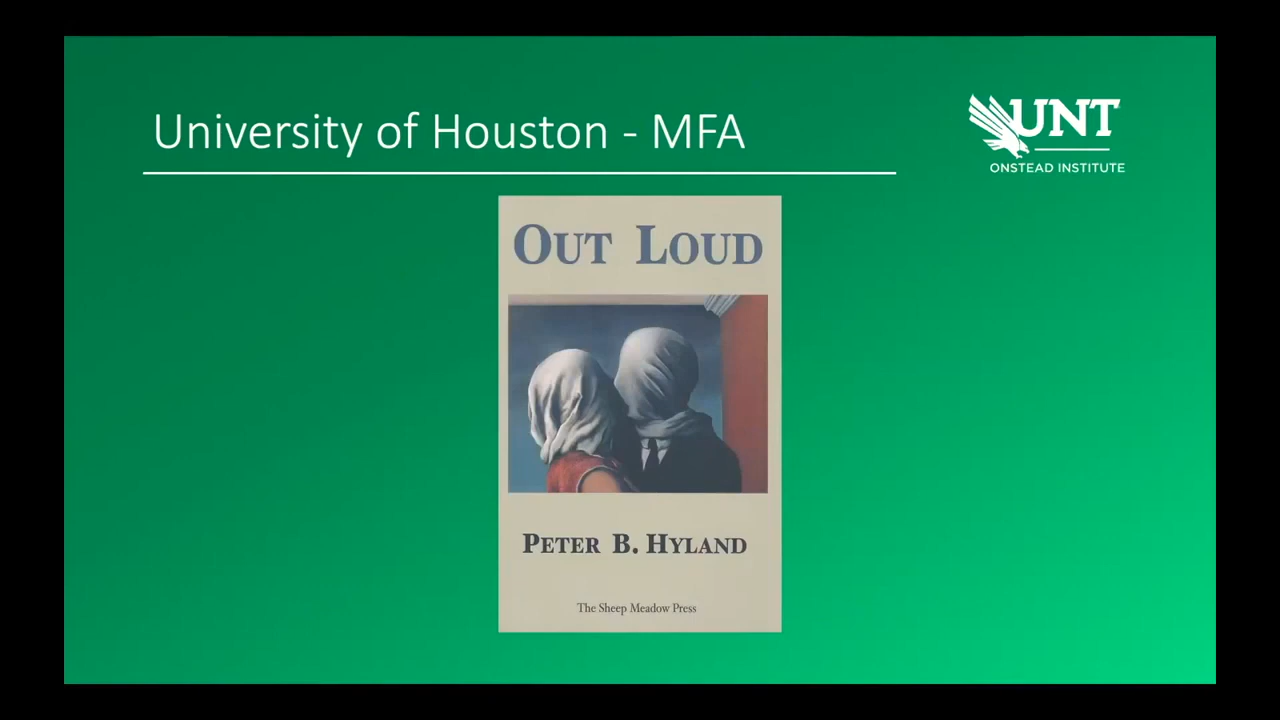 University of Houston - MFA
UNT
ONSTEAD INSTITUTE
OUT LOUD
PETER B. HYLAND
The Sheep Meadow Press